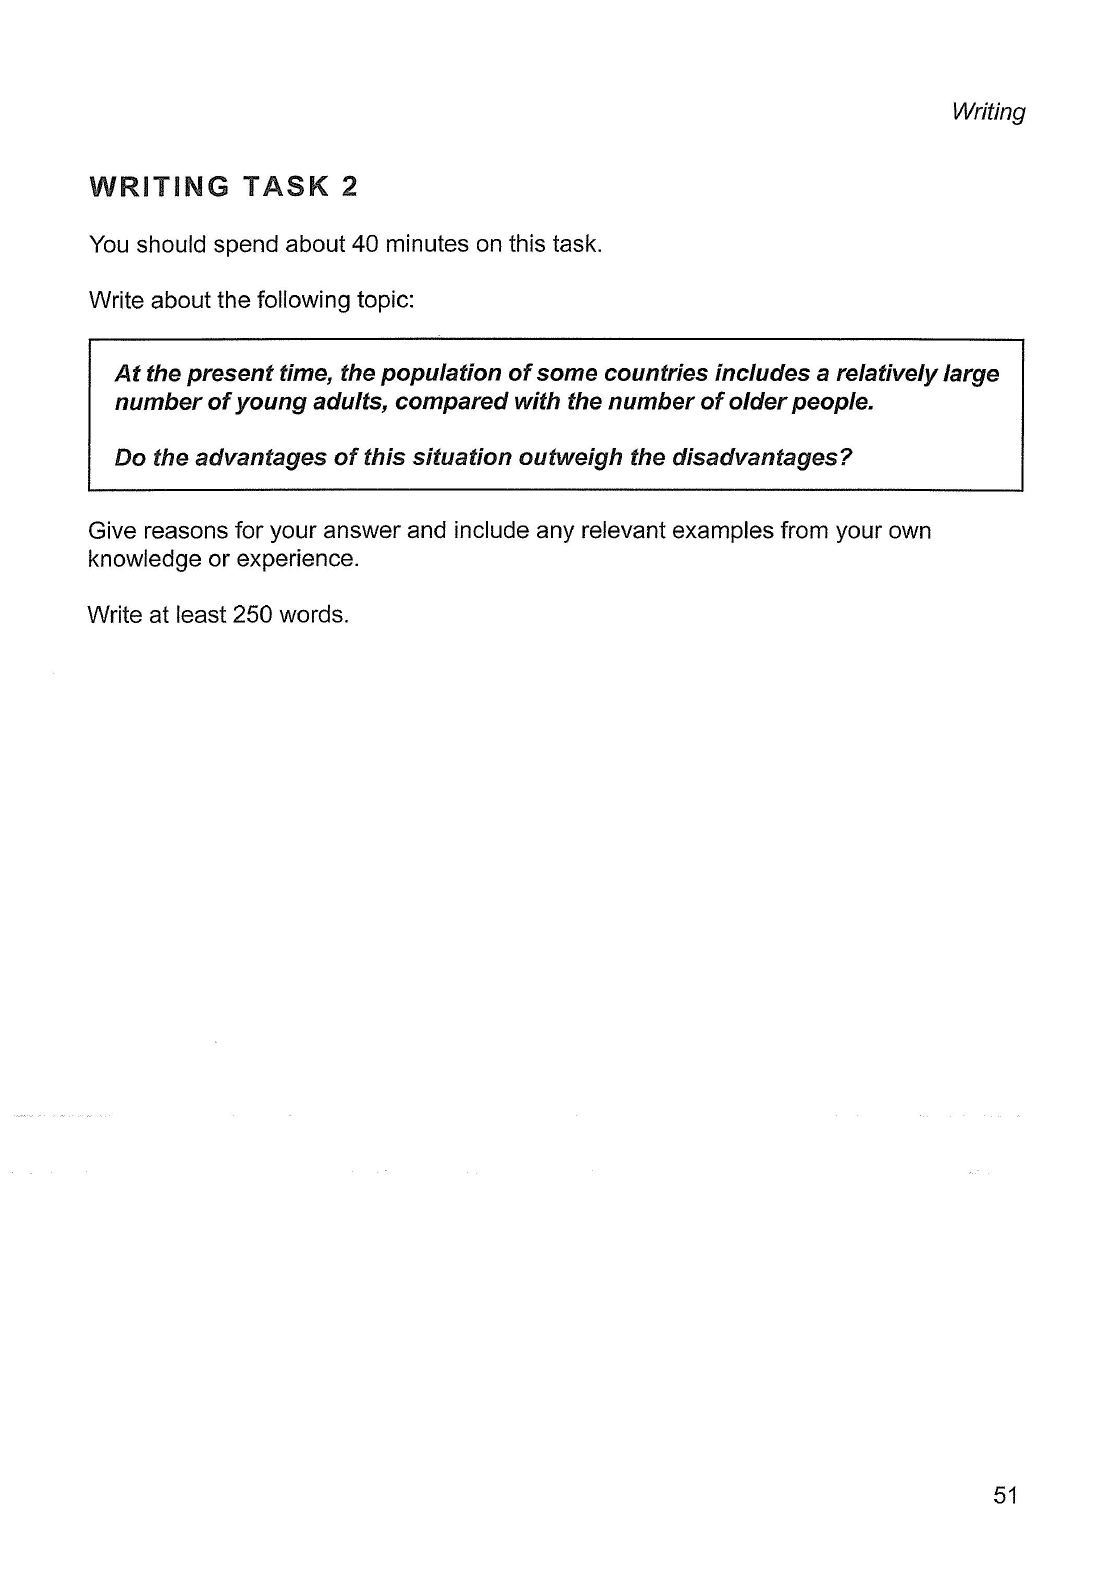 Writing
WRITING TASK 2
You should spend about 40 minutes on this task.
Write about the following topic:
At the present time, the population of some countries includes a relatively large
number of young adults, compared with the number of older people.
Do the advantages of this situation outweigh the disadvantages?
Give reasons for your answer and include any relevant examples from your own
knowledge or experience.
Write at least 250 words.
51